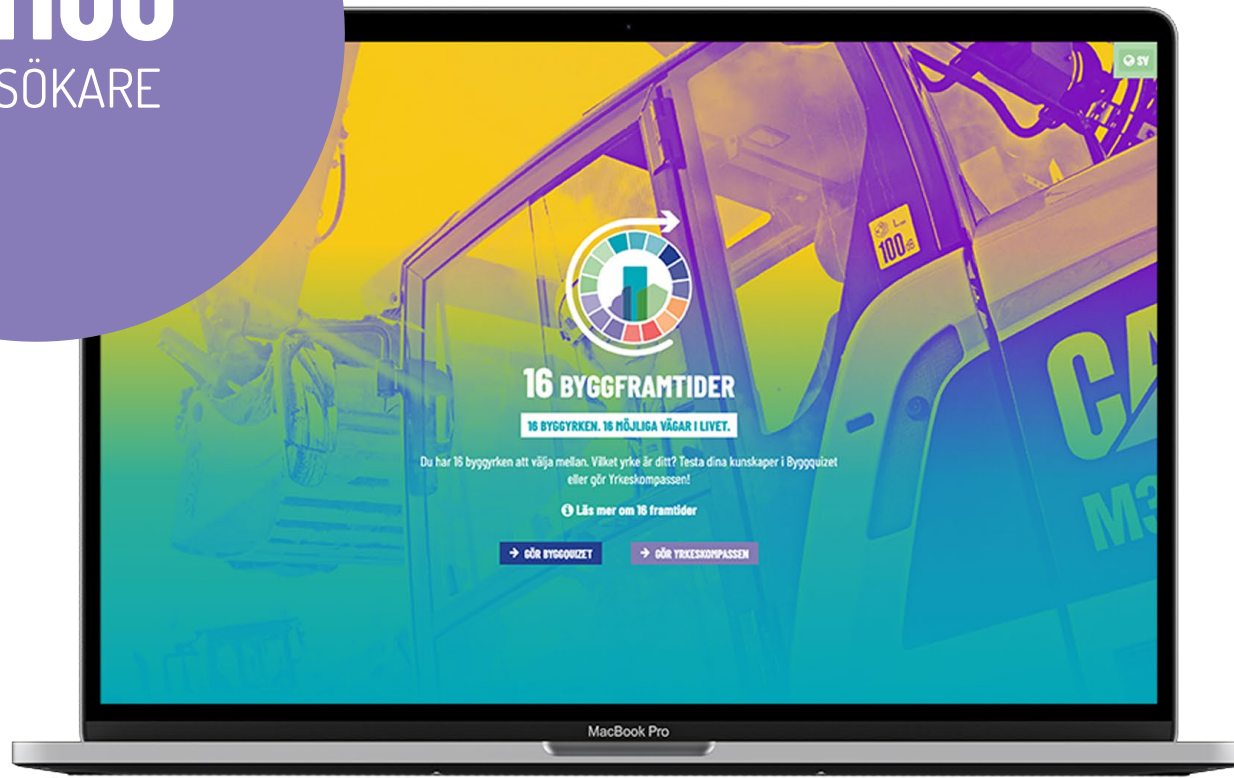 SÖKARE
SV
100 dB
16 BYGGFRAMTIDER
16 BYGGYRKEN. 16 MÖJLIGA VÄGAR I LIVET.
Du har 16 byggyrken att välja mellan. Vilket yrke är ditt? Testa dina kunskaper i Byggquizet
eller gör Yrkeskompassen!
Läs mer om 16 framtider
GÖR BYGGQUIZET
GÖR YRKESKOMPASSEN
CA
M3
MacBook Pro